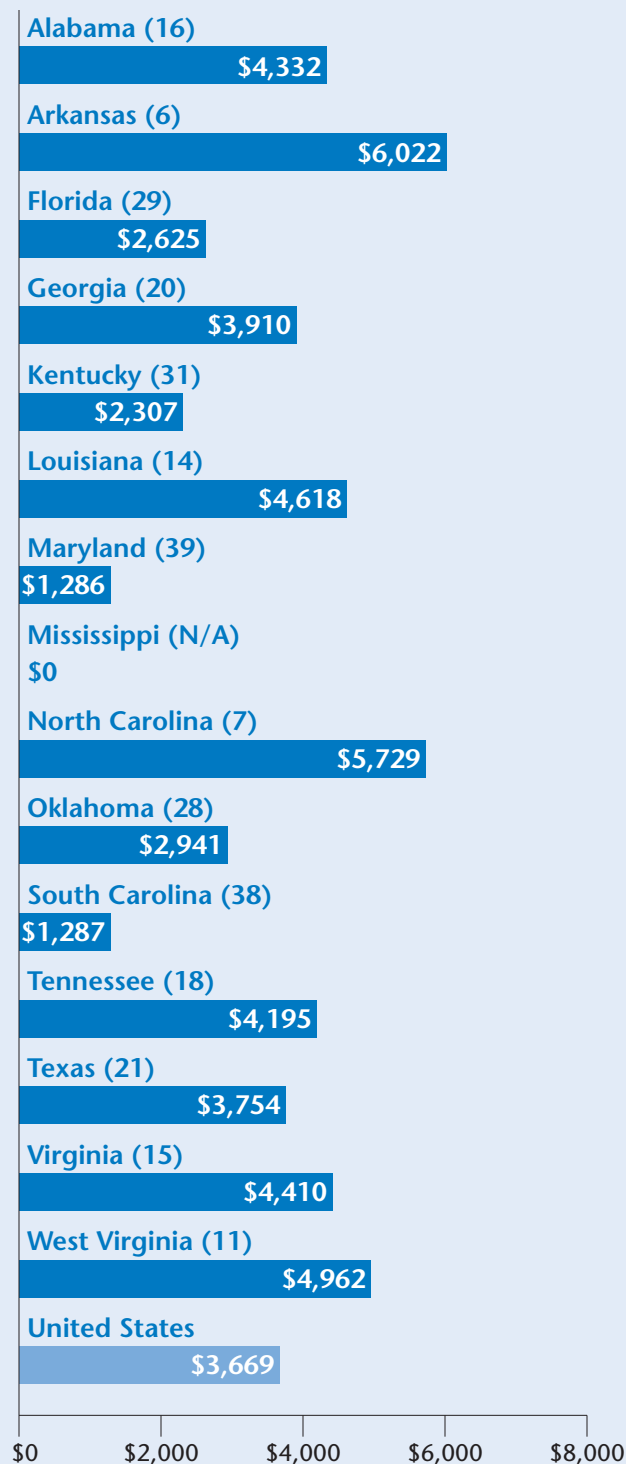 Alabama (16)
$4,332
Arkansas (6)
$6,022
Florida (29)
$2,625
Georgia (20)
$3,910
Kentucky (31)
$2,307
Louisiana (14)
$4,618
Maryland (39)
$1,286
Mississippi (N/A)
$0
North Carolina (7)
$5,729
Oklahoma (28)
$2,941
South Carolina (38)
$1,287
Tennessee (18)
$4,195
Texas (21)
$3,754
Virginia (15)
$4,410
West Virginia (11)
$4,962
United States
$3,669
$0 $2,000 $4,000 $6,000 $8,000